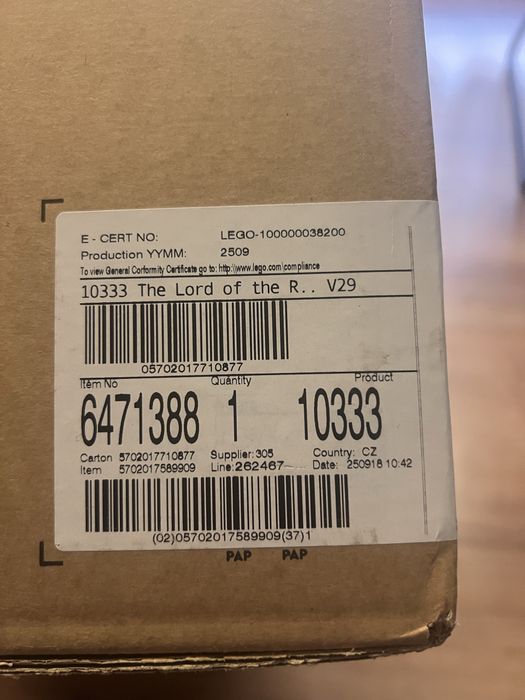 E - CERT NO: LEGO-100000038200
Production YYMM: 2509
To view General Conformity Certificate go to: http://www.lego.com/compliance
10333 The Lord of the R.. V29
05702017710877
Item No Quantity Product
6471388 1 10333
Carton 5702017710877 Supplier: 305 Country: CZ
Item 5702017589909 Line: 262467 Date: 250918 10:42
(02)05702017589909(37)1
PAP PAP